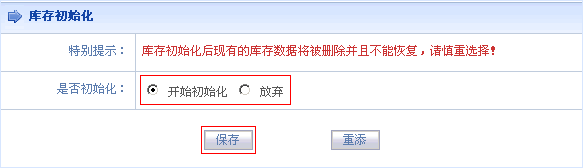 库存初始化
特别提示： 库存初始化后现有的库存数据将被删除并且不能恢复，请慎重选择！
是否初始化： 开始初始化 放弃
保存 重添